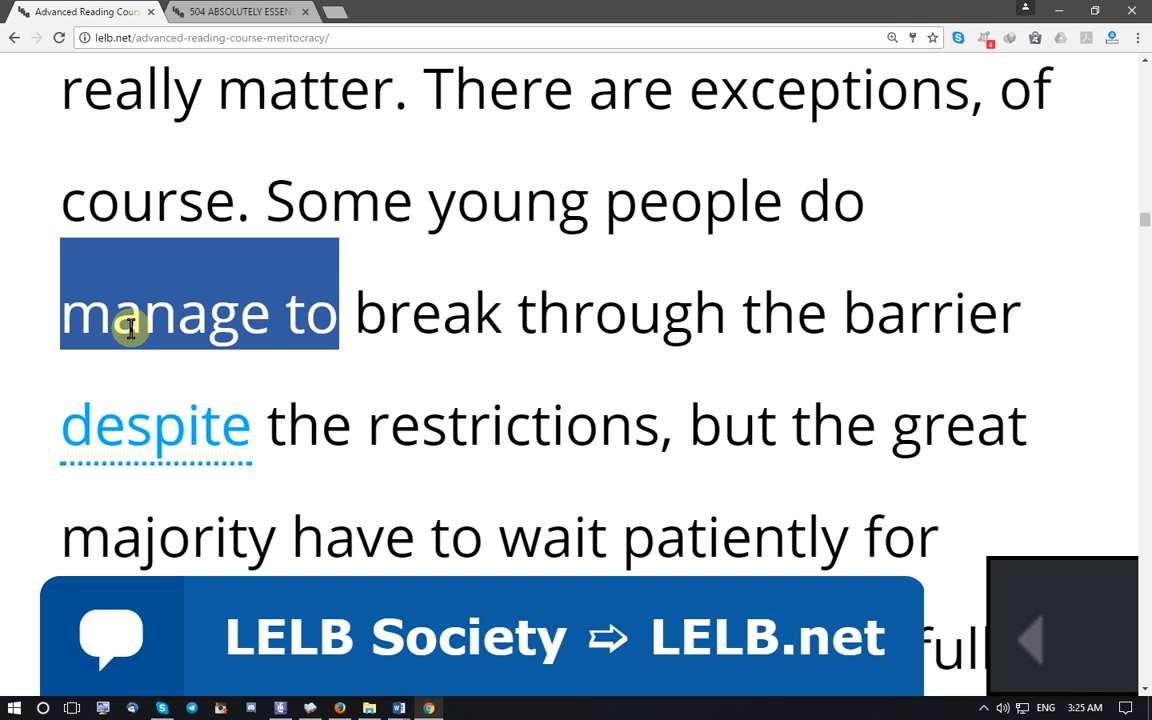 Advanced Reading Cour
504 ABSOLUTELY ESSENT
lelb.net/advanced-reading-course-meritocracy/
4
really matter. There are exceptions, of
course. Some young people do
manage to break through the barrier
despite the restrictions, but the great
majority have to wait patiently for
full
LELB Society ⇨ LELB.net
ENG 3:25 AM